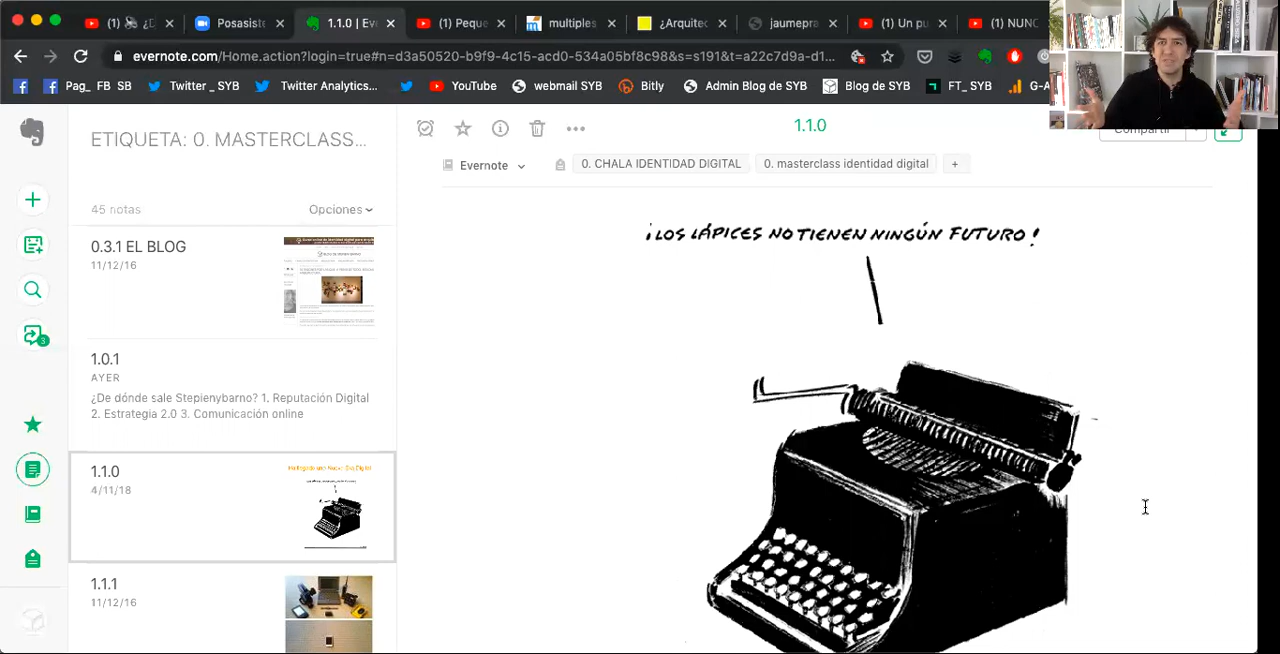 (1)
¿D
Posasiste
1.1.0 | Eve
(1) Peque
multiples
¿Arquitec
jaumepra
(1) Un pu
(1) NUNC
evernote.com/Home.action?login=true#n=d3a50520-39f9-4c15-acd0-534a05bf8c98&s=s191&t=a22c7d9a-d1...
Pag_ FB SB
Twitter _ SYB
Twitter Analytics...
YouTube
webmail SYB
Bitly
Admin Blog de SYB
Blog de SYB
FT_ SYB
G-A
ETIQUETA: 0. MASTERCLASS...
45 notas
Opciones
0.3.1 EL BLOG
11/12/16
1.0.1
AYER
¿De dónde sale Stepienybarno? 1. Reputación Digital
2. Estrategia 2.0 3. Comunicación online
1.1.0
4/11/18
1.1.1
11/12/16
3
1.1.0
Compartir
Evernote
0. CHALA IDENTIDAD DIGITAL
0. masterclass identidad digital
+
¡LOS LÁPICES NO TIENEN NINGÚN FUTURO!